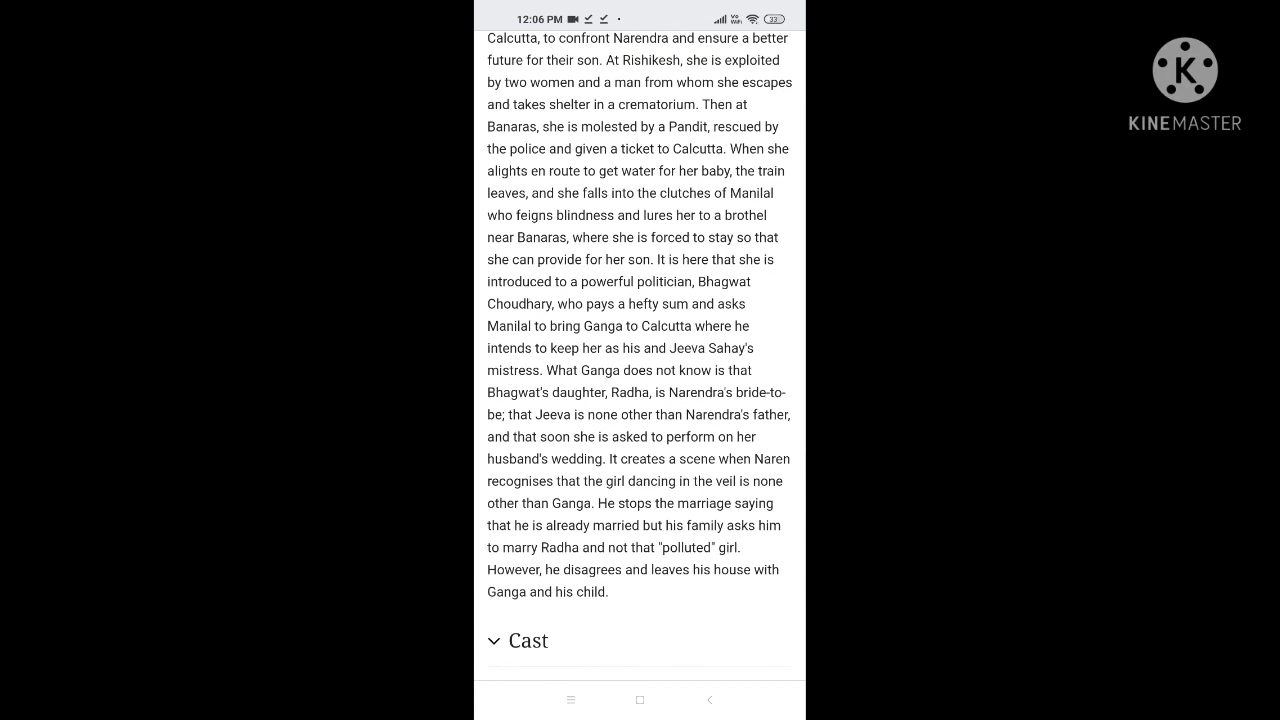 12:06 PM
Vo
WiFi
33
Calcutta, to confront Narendra and ensure a better
future for their son. At Rishikesh, she is exploited
by two women and a man from whom she escapes
and takes shelter in a crematorium. Then at
Banaras, she is molested by a Pandit, rescued by
the police and given a ticket to Calcutta. When she
alights en route to get water for her baby, the train
leaves, and she falls into the clutches of Manilal
who feigns blindness and lures her to a brothel
near Banaras, where she is forced to stay so that
she can provide for her son. It is here that she is
introduced to a powerful politician, Bhagwat
Choudhary, who pays a hefty sum and asks
Manilal to bring Ganga to Calcutta where he
intends to keep her as his and Jeeva Sahay's
mistress. What Ganga does not know is that
Bhagwat's daughter, Radha, is Narendra's bride-to-
be; that Jeeva is none other than Narendra's father,
and that soon she is asked to perform on her
husband's wedding. It creates a scene when Naren
recognises that the girl dancing in the veil is none
other than Ganga. He stops the marriage saying
that he is already married but his family asks him
to marry Radha and not that "polluted" girl.
However, he disagrees and leaves his house with
Ganga and his child.
Cast
K
KINEMASTER